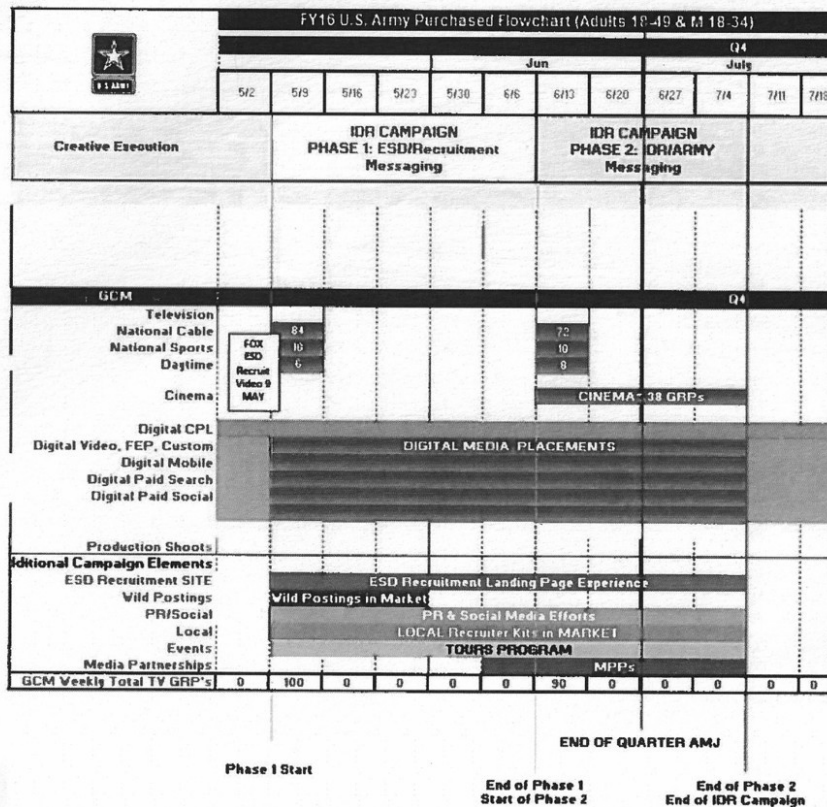 FY16 U.S. Army Purchased Flowchart (Adults 18-49 & M 18-34)
Q4
Jun July
U.S. ARMY
5/2 5/9 5/16 5/23 5/30 6/6 6/13 6/20 6/27 7/4 7/11 7/18
Creative Execution
IDR CAMPAIGN
PHASE 1: ESD/Recruitment
Messaging
IDR CAMPAIGN
PHASE 2: IDR/ARMY
Messaging
GCM Q4
Television
National Cable 84 72
National Sports 10 10
Daytime 6 8
FOX
ESD
Recruit
Video 9
MAY
Cinema CINEMA- 38 GRPs
Digital CPL
Digital Video, FEP, Custom DIGITAL MEDIA PLACEMENTS
Digital Mobile
Digital Paid Search
Digital Paid Social
Production Shoots
dditional Campaign Elements
ESD Recruitment SITE ESD Recruitment Landing Page Experience
Wild Postings Wild Postings in Market
PR/Social PR & Social Media Efforts
Local LOCAL Recruiter Kits in MARKET
Events TOURS PROGRAM
Media Partnerships MPPs
GCM Weekly Total TV GRP's 0 100 0 0 0 0 90 0 0 0 0 0
END OF QUARTER AMJ
Phase 1 Start
End of Phase 1
Start of Phase 2
End of Phase 2
End of IDR Campaign